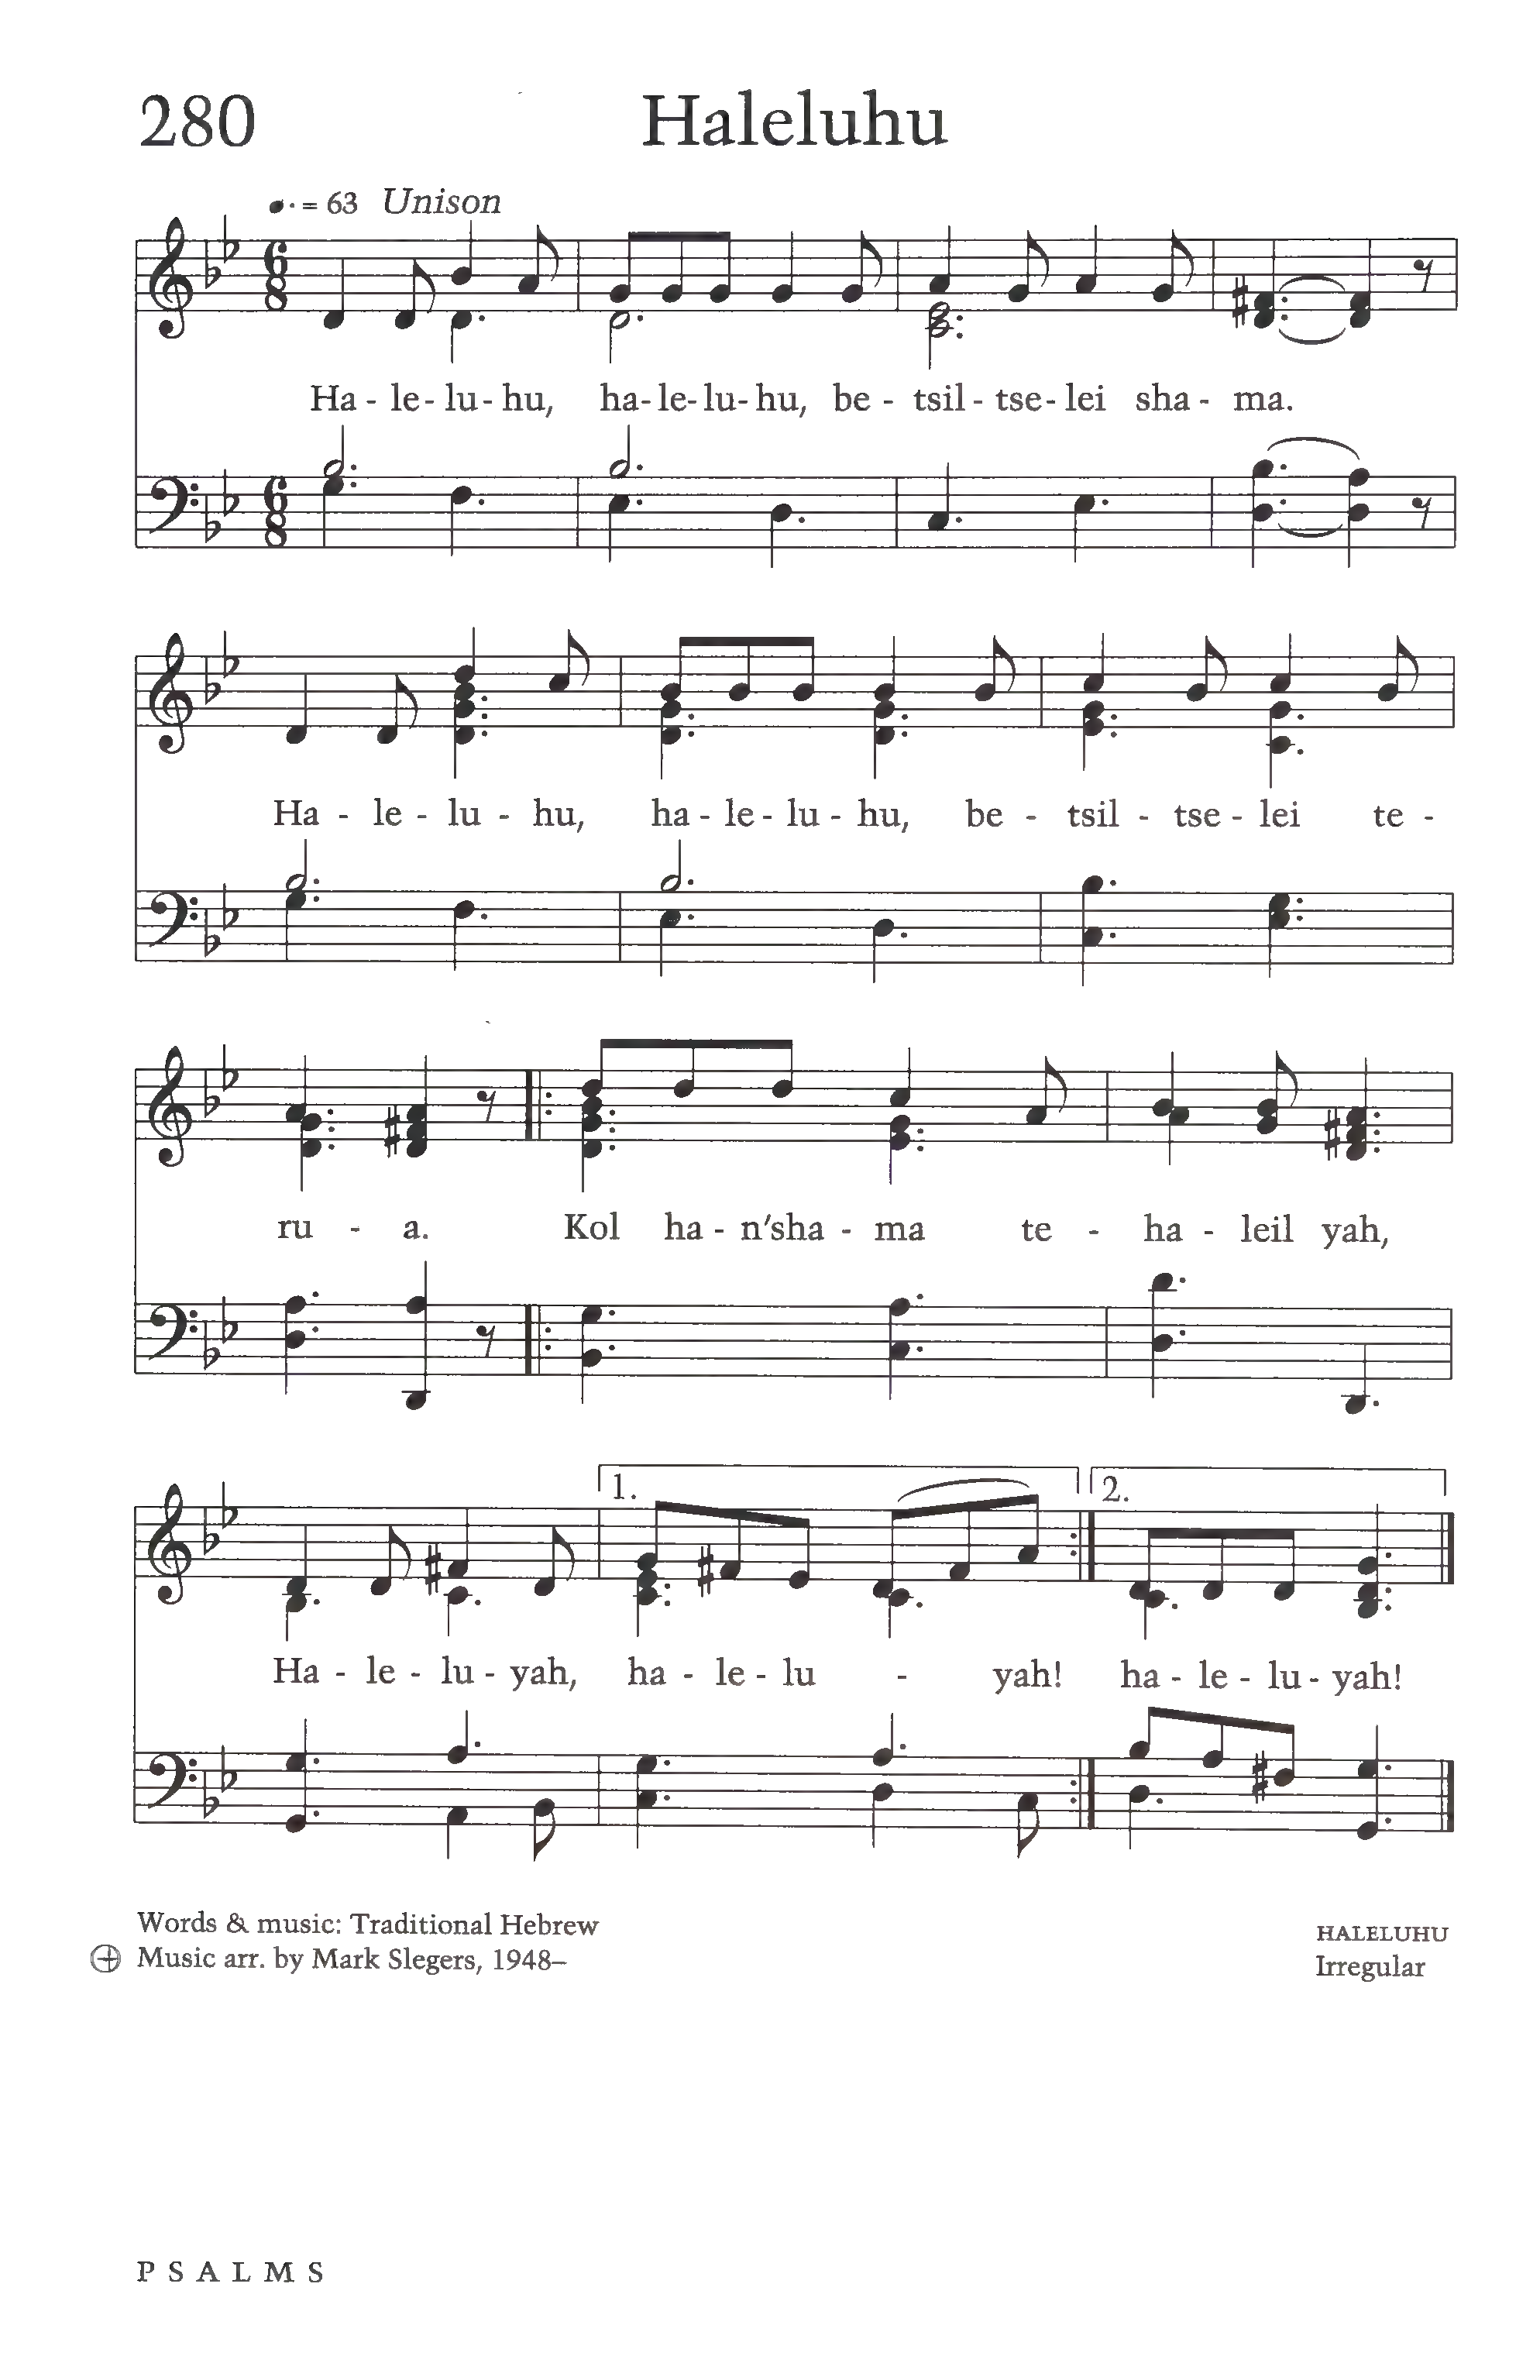 280 Haleluhu
= 63 Unison
Ha - le - lu - hu, ha - le - lu - hu, be - tsil - tse - lei sha - ma.
Ha - le - lu - hu, ha - le - lu - hu, be - tsil - tse - lei te -
ru - a. Kol ha - n'sha - ma te - ha - leil yah,
1. 2.
Ha - le - lu - yah, ha - le - lu - yah! ha - le - lu - yah!
Words & music: Traditional Hebrew
Music arr. by Mark Slegers, 1948–
HALELUHU
Irregular
PSALMS